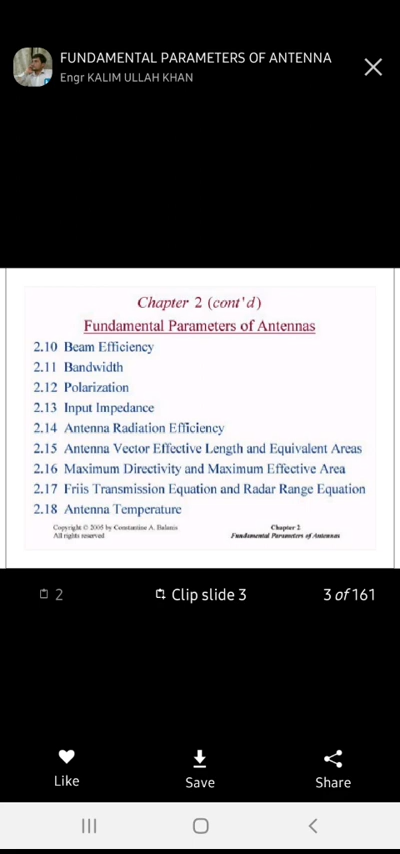 FUNDAMENTAL PARAMETERS OF ANTENNA
Engr KALIM ULLAH KHAN
Chapter 2 (cont'd)
Fundamental Parameters of Antennas
2.10 Beam Efficiency
2.11 Bandwidth
2.12 Polarization
2.13 Input Impedance
2.14 Antenna Radiation Efficiency
2.15 Antenna Vector Effective Length and Equivalent Areas
2.16 Maximum Directivity and Maximum Effective Area
2.17 Friis Transmission Equation and Radar Range Equation
2.18 Antenna Temperature
Copyright © 2005 by Constantine A. Balanis
All rights reserved
Chapter 2
Fundamental Parameters of Antennas
2
Clip slide 3
3 of 161
Like
Save
Share